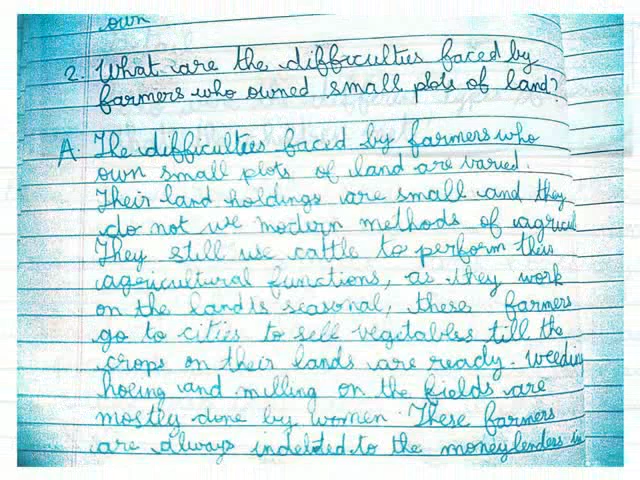 own
2. What are the difficulties faced by
farmers who owned small plots of land?
A. The difficulties faced by farmers who
own small plots of land are varied.
Their land holdings are small and they
do not use modern methods of agricul
They still use cattle to perform their
agricultural functions, as they work
on the land is seasonal, these farmers
go to cities to sell vegetables till the
crops on their lands are ready. Weeding
hoeing and milling on the fields are
mostly done by women. These farmers
are always indebted to the moneylenders in